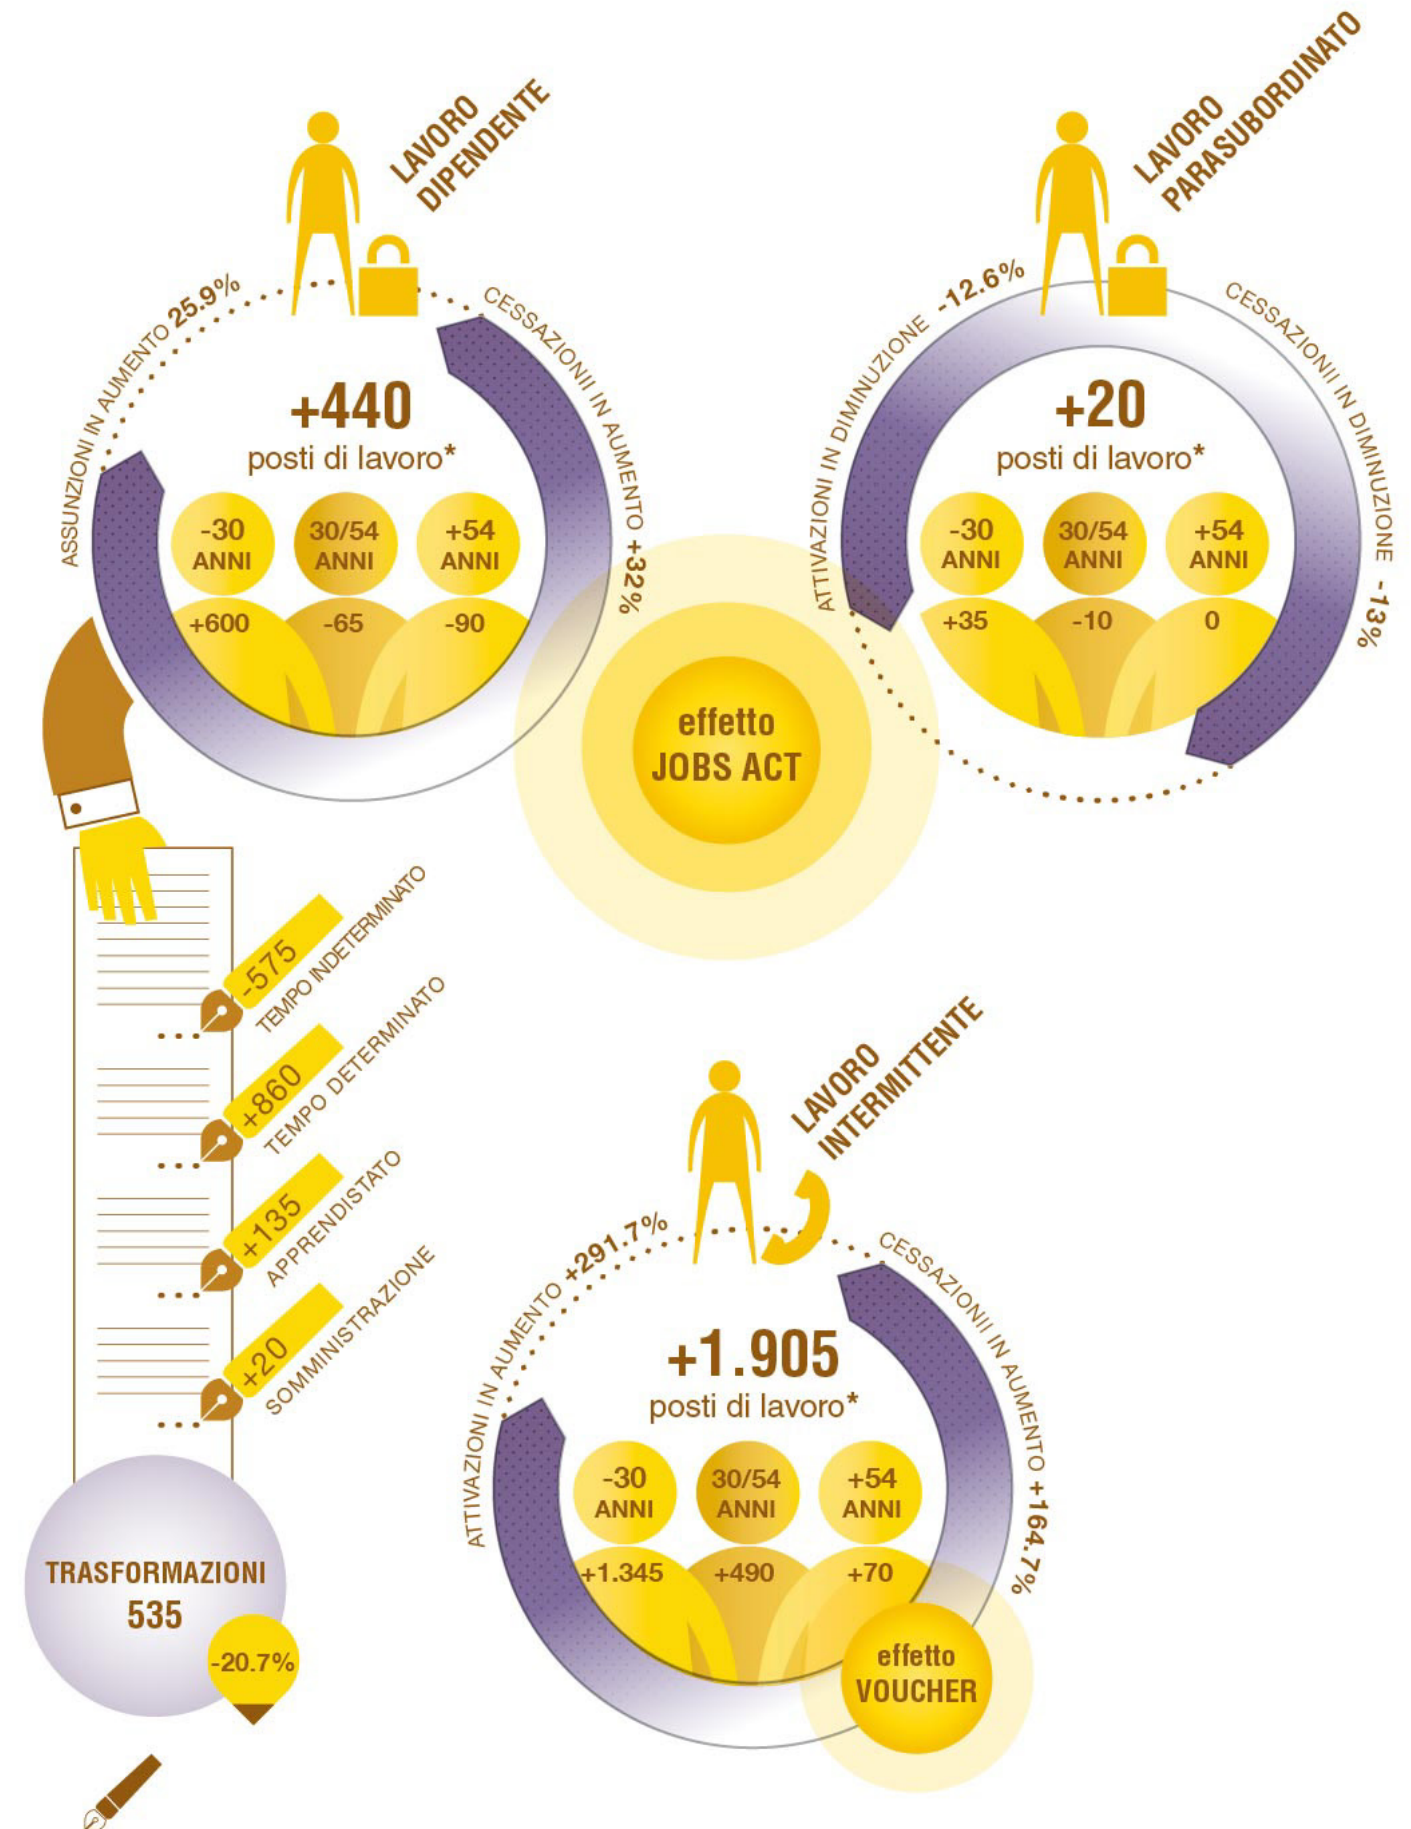 LAVORO
DIPENDENTE
ASSUNZIONI IN AUMENTO 25.9%
CESSAZIONII IN AUMENTO +32%
+440
posti di lavoro*
-30
ANNI
30/54
ANNI
+54
ANNI
+600
-65
-90
LAVORO
PARASUBORDINATO
ATTIVAZIONI IN DIMINUZIONE -12.6%
CESSAZIONII IN DIMINUZIONE -13%
+20
posti di lavoro*
-30
ANNI
30/54
ANNI
+54
ANNI
+35
-10
0
effetto
JOBS ACT
-575
TEMPO INDETERMINATO
+860
TEMPO DETERMINATO
+135
APPRENDISTATO
+20
SOMMINISTRAZIONE
TRASFORMAZIONI
535
-20.7%
LAVORO
INTERMITTENTE
ATTIVAZIONI IN AUMENTO +291.7%
CESSAZIONII IN AUMENTO +164.7%
+1.905
posti di lavoro*
-30
ANNI
30/54
ANNI
+54
ANNI
+1.345
+490
+70
effetto
VOUCHER